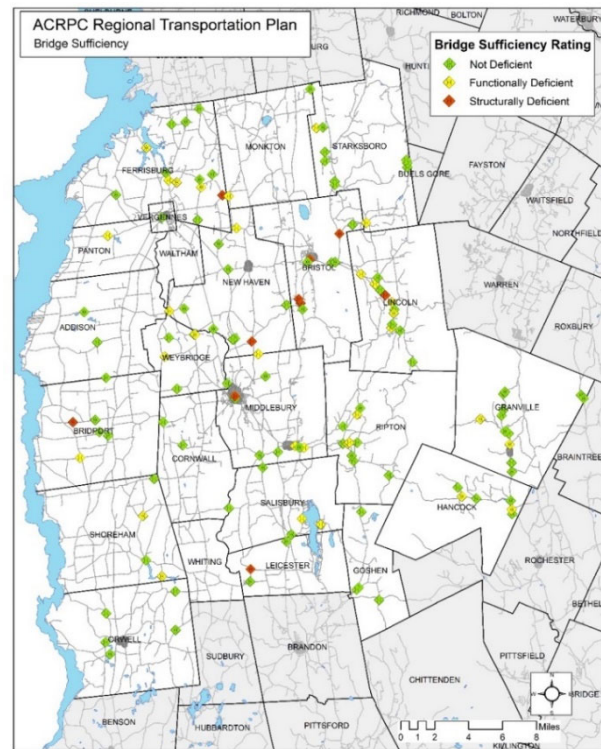 ACRPC Regional Transportation Plan
Bridge Sufficiency
Bridge Sufficiency Rating
Not Deficient
Functionally Deficient
Structurally Deficient
RICHMOND
BOLTON
WATERBURY
MONKTON
STARKSBORO
FERRISBURG
BUELS GORE
FAYSTON
WAITSFIELD
NORTHFIELD
VERGENNES
PANTON
WALTHAM
BRISTOL
NEW HAVEN
LINCOLN
WARREN
ADDISON
ROXBURY
WEYBRIDGE
GRANVILLE
MIDDLEBURY
BRIDPORT
RIPTON
BRAINTREE
CORNWALL
SALISBURY
HANCOCK
SHOREHAM
WHITING
LEICESTER
GOSHEN
ROCHESTER
BETHEL
ORWELL
SUDBURY
BRANDON
CHITTENDEN
PITTSFIELD
N
BRIDGE
BENSON
HUBBARDTON
PITTSFORD
0 1 2 4 6 8
Miles
KILLINGTON